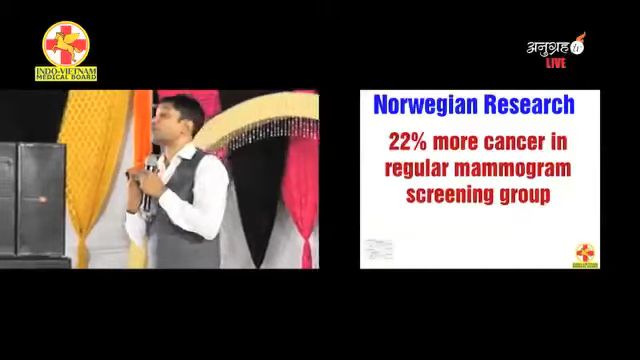 INDO-VIETNAM
MEDICAL BOARD
अनुग्रह
LIVE
Norwegian Research
22% more cancer in
regular mammogram
screening group